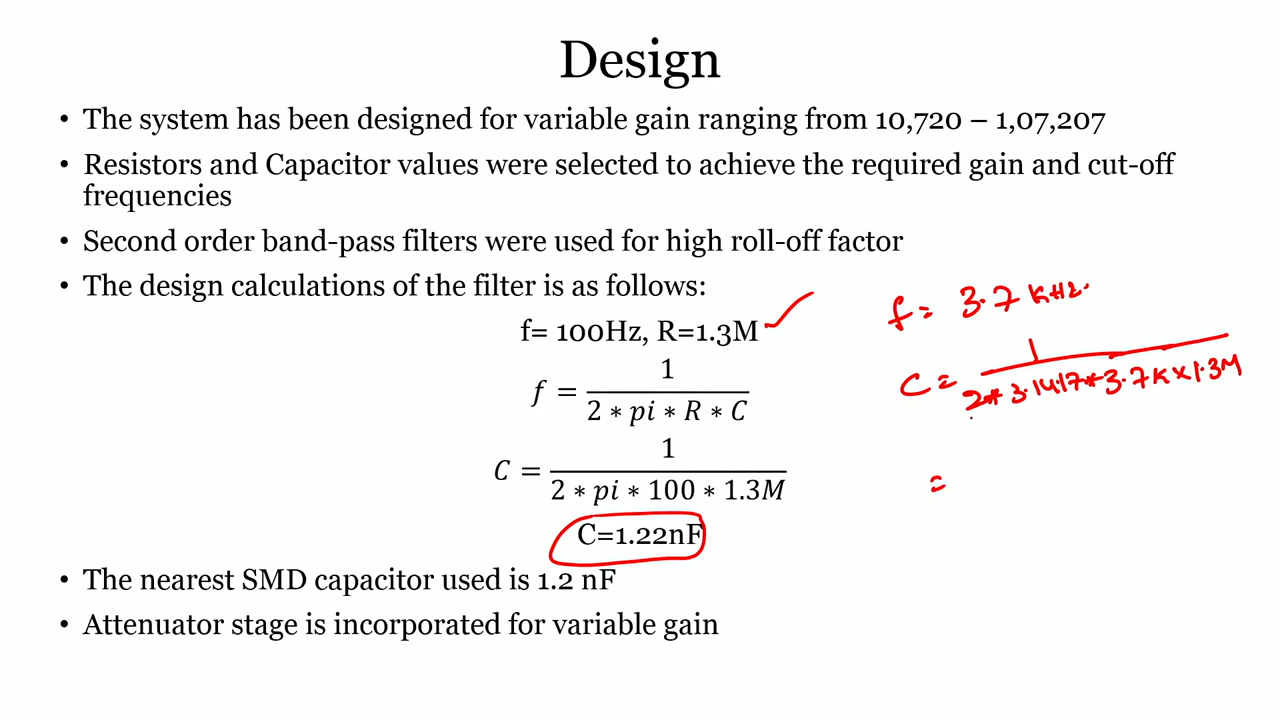 Design
• The system has been designed for variable gain ranging from 10,720 – 1,07,207
• Resistors and Capacitor values were selected to achieve the required gain and cut-off
frequencies
• Second order band-pass filters were used for high roll-off factor
• The design calculations of the filter is as follows:
f= 100Hz, R=1.3M
f = 1 / (2 ∗ pi ∗ R ∗ C)
C = 1 / (2 ∗ pi ∗ 100 ∗ 1.3M)
C=1.22nF
• The nearest SMD capacitor used is 1.2 nF
• Attenuator stage is incorporated for variable gain
f= 3.7 KHz.
C= 1 / (2* 3.1417* 3.7K x 1.3M)
=